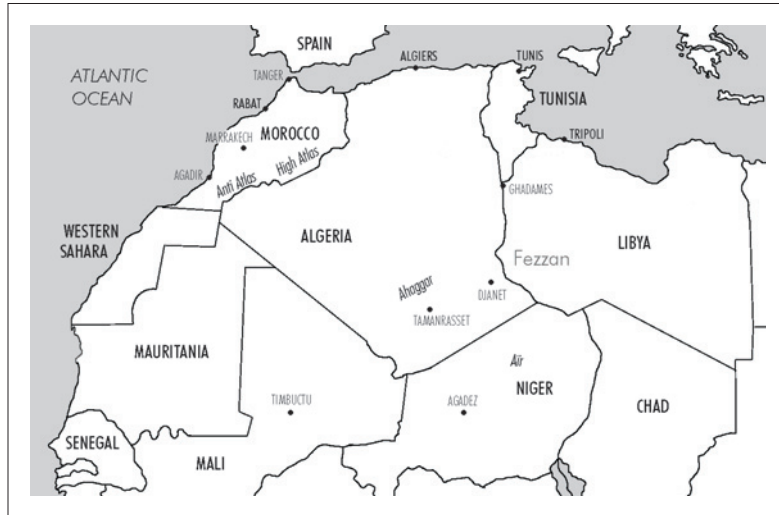 SPAIN
ATLANTIC
OCEAN
TANGER
ALGIERS
TUNIS
TUNISIA
RABAT
MARRAKECH
MOROCCO
TRIPOLI
AGADIR
Anti Atlas
High Atlas
GHADAMES
WESTERN
SAHARA
ALGERIA
LIBYA
Fezzan
Ahaggar
DJANET
TAMANRASSET
MAURITANIA
Aïr
NIGER
TIMBUCTU
AGADEZ
CHAD
SENEGAL
MALI